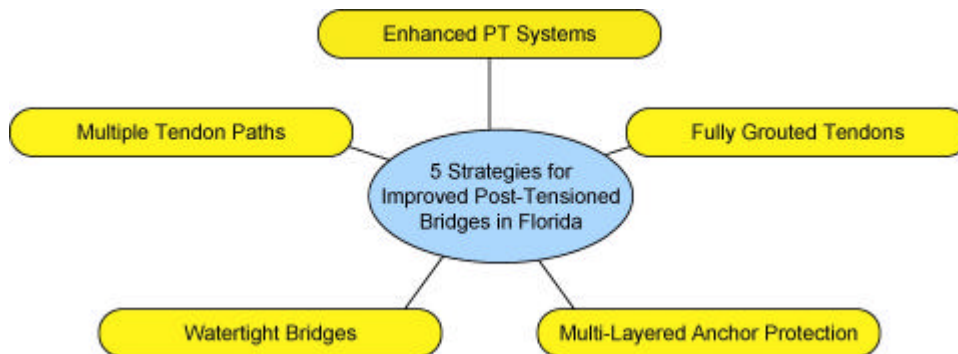 Enhanced PT Systems
Multiple Tendon Paths
Fully Grouted Tendons
5 Strategies for
Improved Post-Tensioned
Bridges in Florida
Watertight Bridges
Multi-Layered Anchor Protection